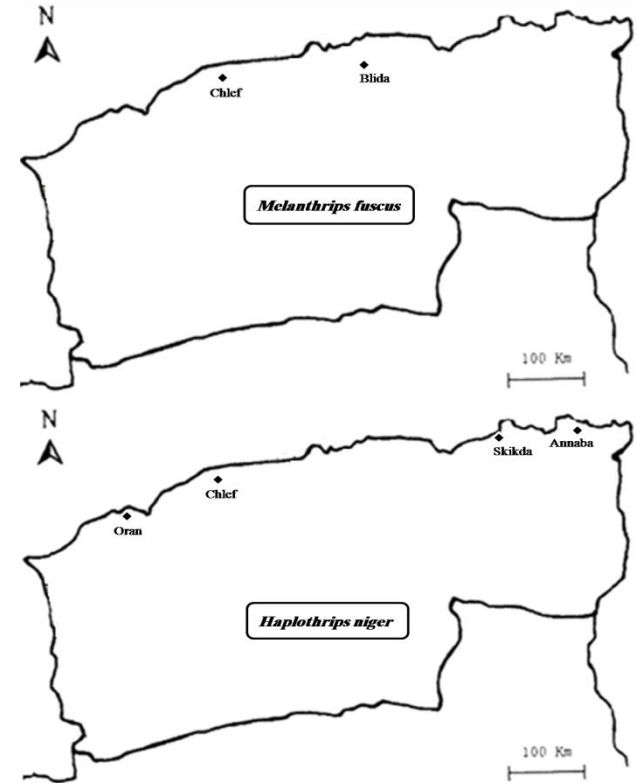 N
Chlef
Blida
Melanthrips fuscus
100 Km
N
Skikda
Annaba
Chlef
Oran
Haplothrips niger
100 Km